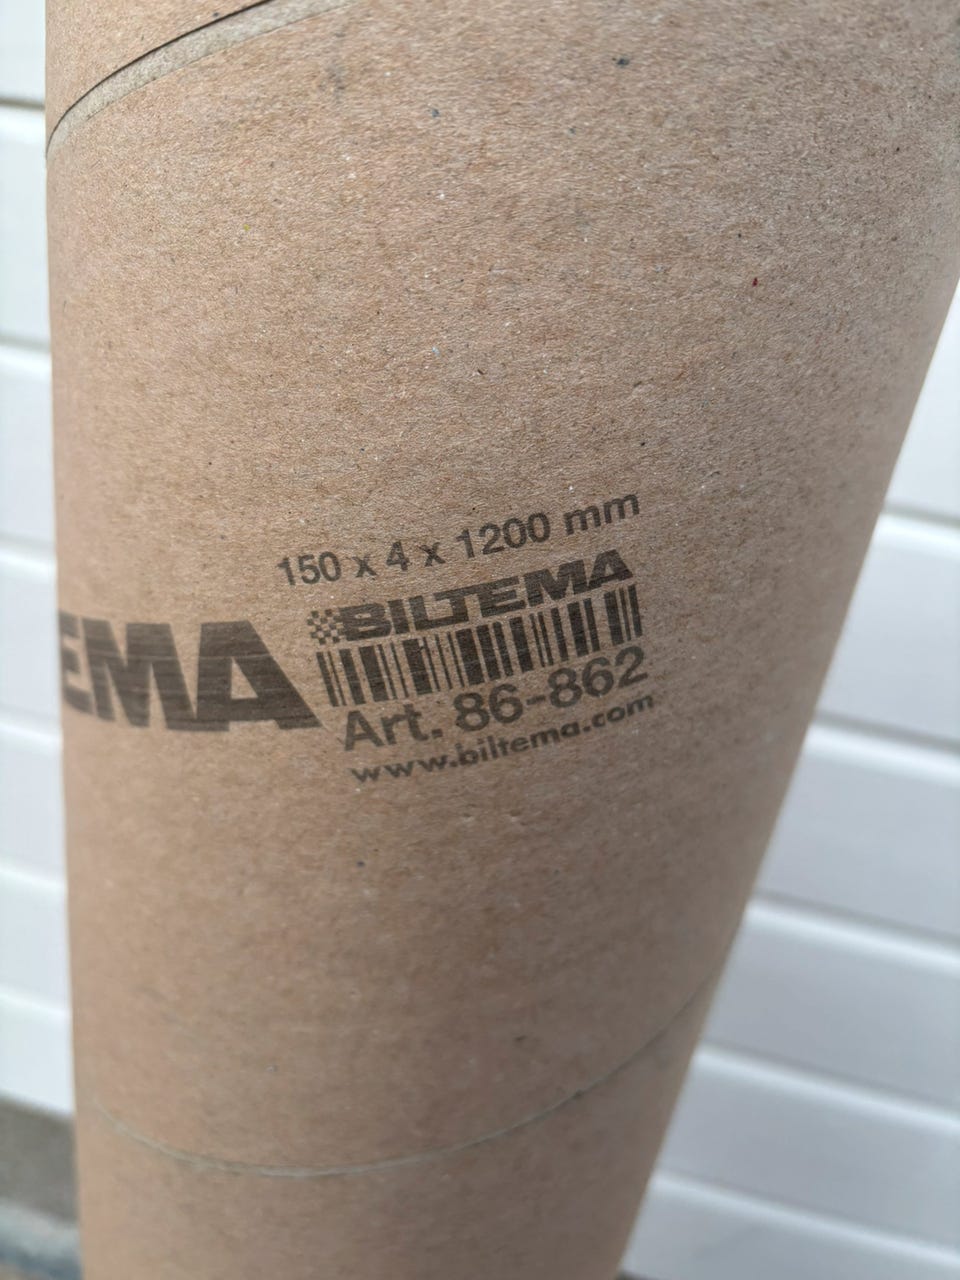 150 x 4 x 1200 mm
BILTEMA
EMA
Art. 86-862
www.biltema.com